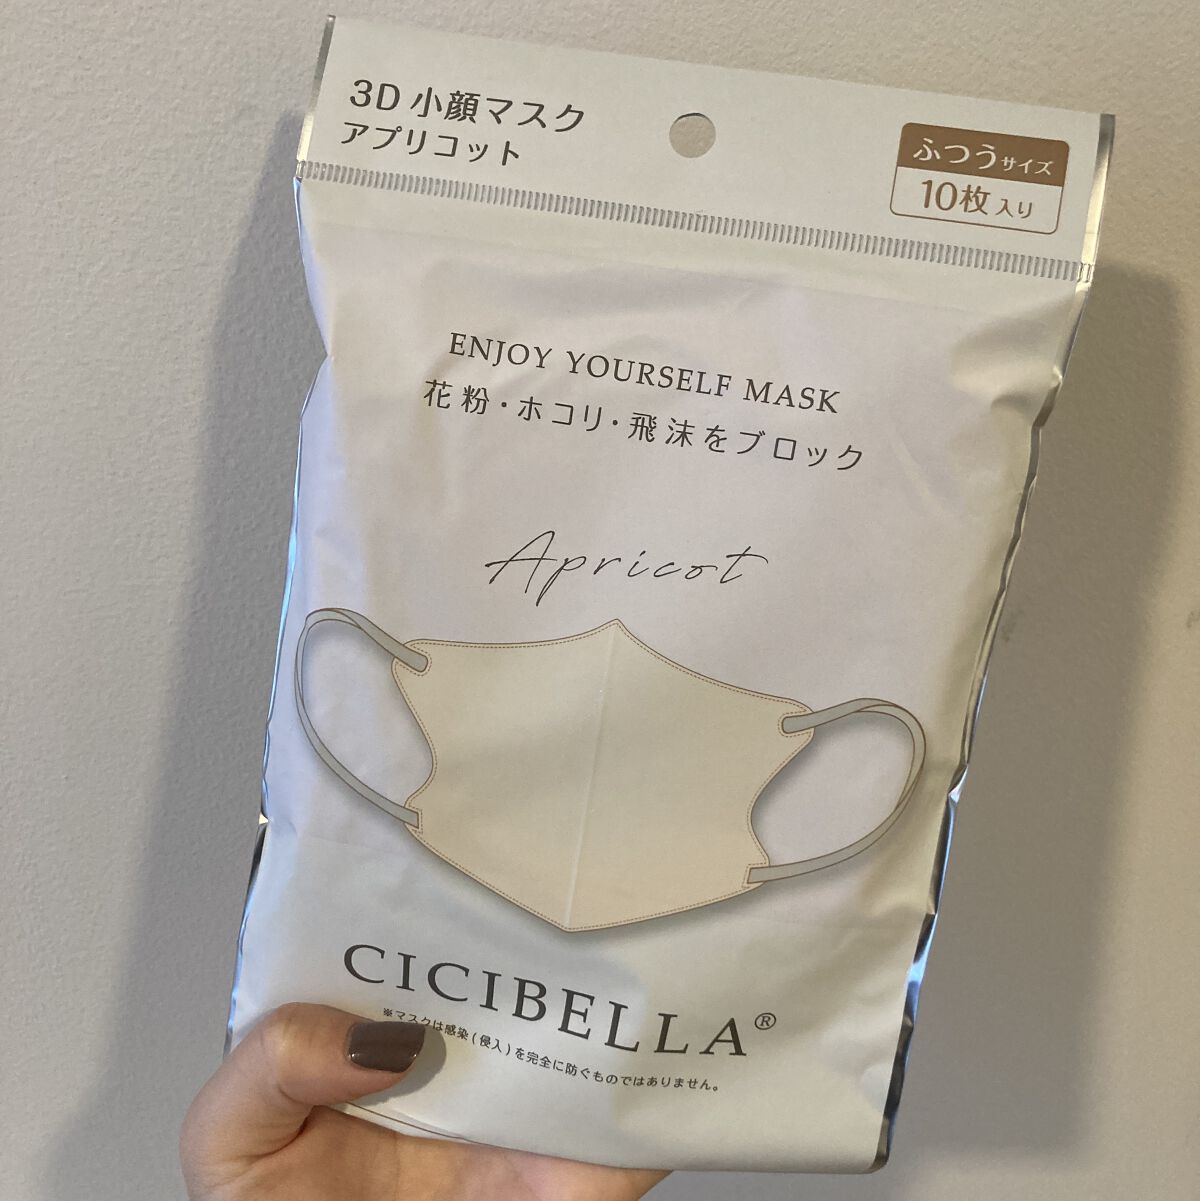 3D 小顔マスク
アプリコット
ふつうサイズ
10枚入り
ENJOY YOURSELF MASK
花粉・ホコリ・飛沫をブロック
Apricot
CICIBELLA®
※マスクは感染(侵入)を完全に防ぐものではありません。